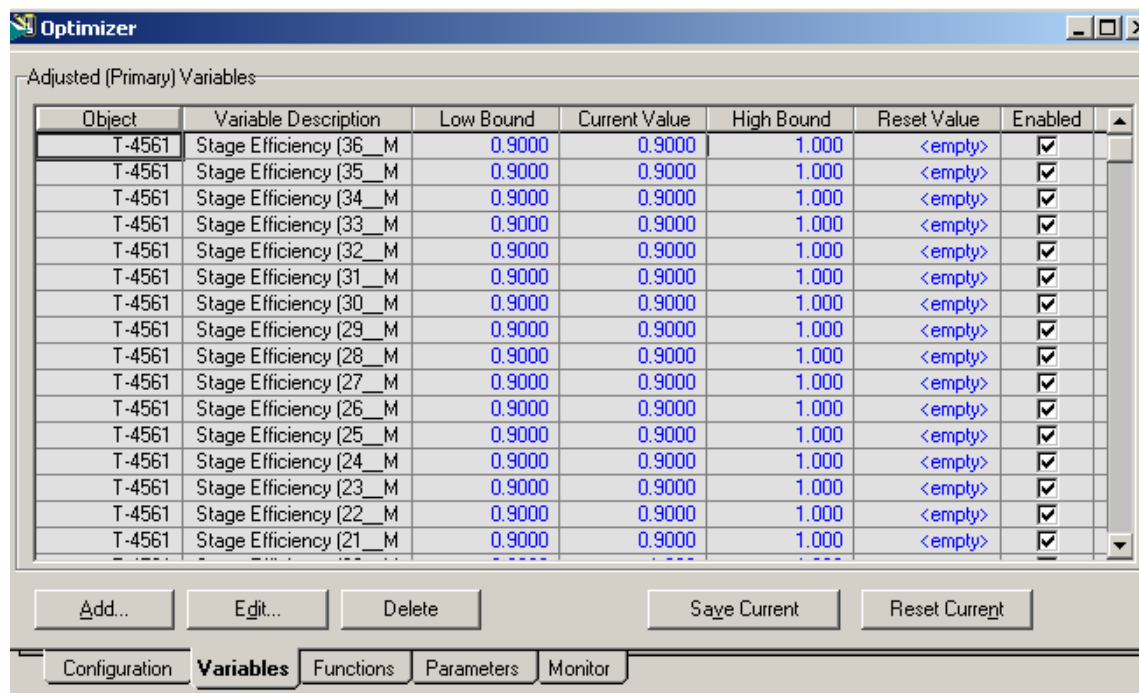 Optimizer
Adjusted (Primary) Variables
Object Variable Description Low Bound Current Value High Bound Reset Value Enabled
T-4561 Stage Efficiency (36__M 0.9000 0.9000 1.000 <empty>
T-4561 Stage Efficiency (35__M 0.9000 0.9000 1.000 <empty>
T-4561 Stage Efficiency (34__M 0.9000 0.9000 1.000 <empty>
T-4561 Stage Efficiency (33__M 0.9000 0.9000 1.000 <empty>
T-4561 Stage Efficiency (32__M 0.9000 0.9000 1.000 <empty>
T-4561 Stage Efficiency (31__M 0.9000 0.9000 1.000 <empty>
T-4561 Stage Efficiency (30__M 0.9000 0.9000 1.000 <empty>
T-4561 Stage Efficiency (29__M 0.9000 0.9000 1.000 <empty>
T-4561 Stage Efficiency (28__M 0.9000 0.9000 1.000 <empty>
T-4561 Stage Efficiency (27__M 0.9000 0.9000 1.000 <empty>
T-4561 Stage Efficiency (26__M 0.9000 0.9000 1.000 <empty>
T-4561 Stage Efficiency (25__M 0.9000 0.9000 1.000 <empty>
T-4561 Stage Efficiency (24__M 0.9000 0.9000 1.000 <empty>
T-4561 Stage Efficiency (23__M 0.9000 0.9000 1.000 <empty>
T-4561 Stage Efficiency (22__M 0.9000 0.9000 1.000 <empty>
T-4561 Stage Efficiency (21__M 0.9000 0.9000 1.000 <empty>
Add... Edit... Delete Save Current Reset Current
Configuration Variables Functions Parameters Monitor